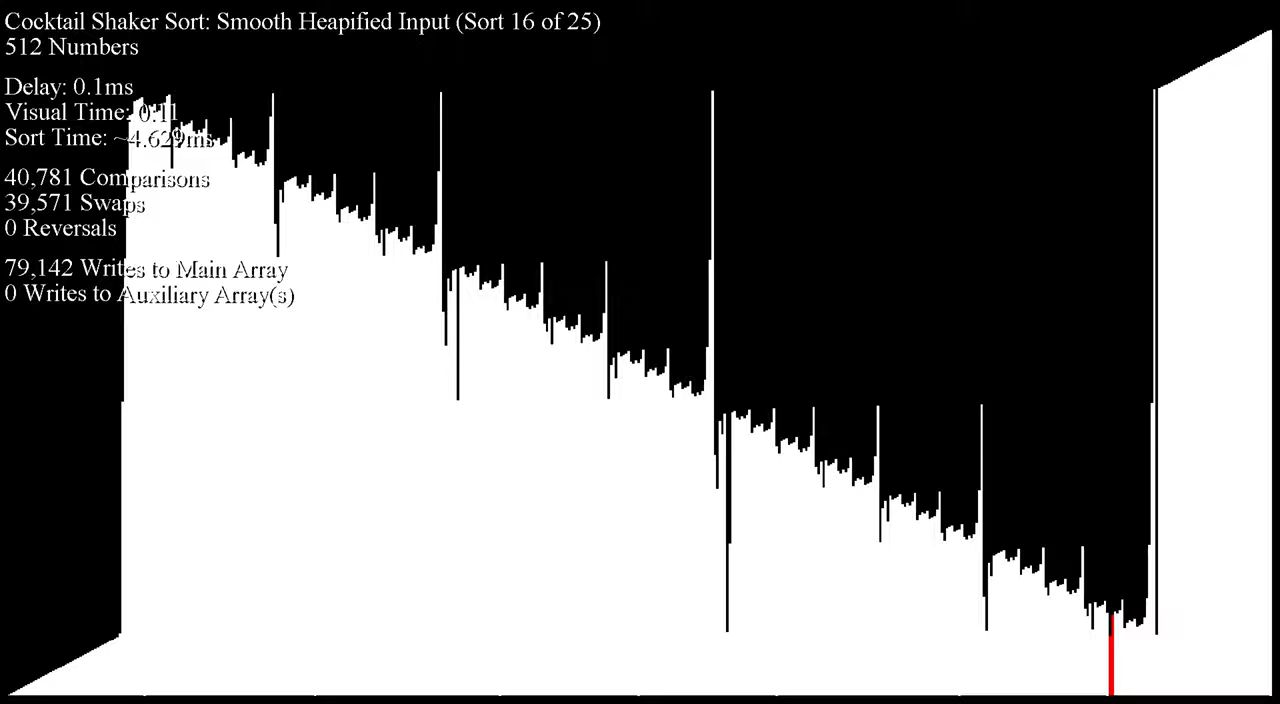 Cocktail Shaker Sort: Smooth Heapified Input (Sort 16 of 25)
512 Numbers
Delay: 0.1ms
Visual Time: 0:11
Sort Time: ~4.629ms
40,781 Comparisons
39,571 Swaps
0 Reversals
79,142 Writes to Main Array
0 Writes to Auxiliary Array(s)